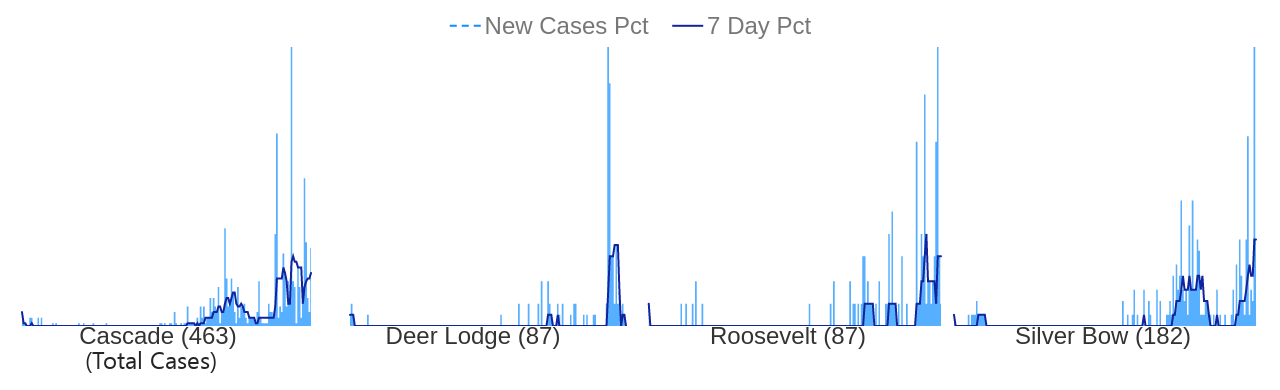 New Cases Pct 7 Day Pct
Cascade (463) Deer Lodge (87) Roosevelt (87) Silver Bow (182)
(Total Cases)